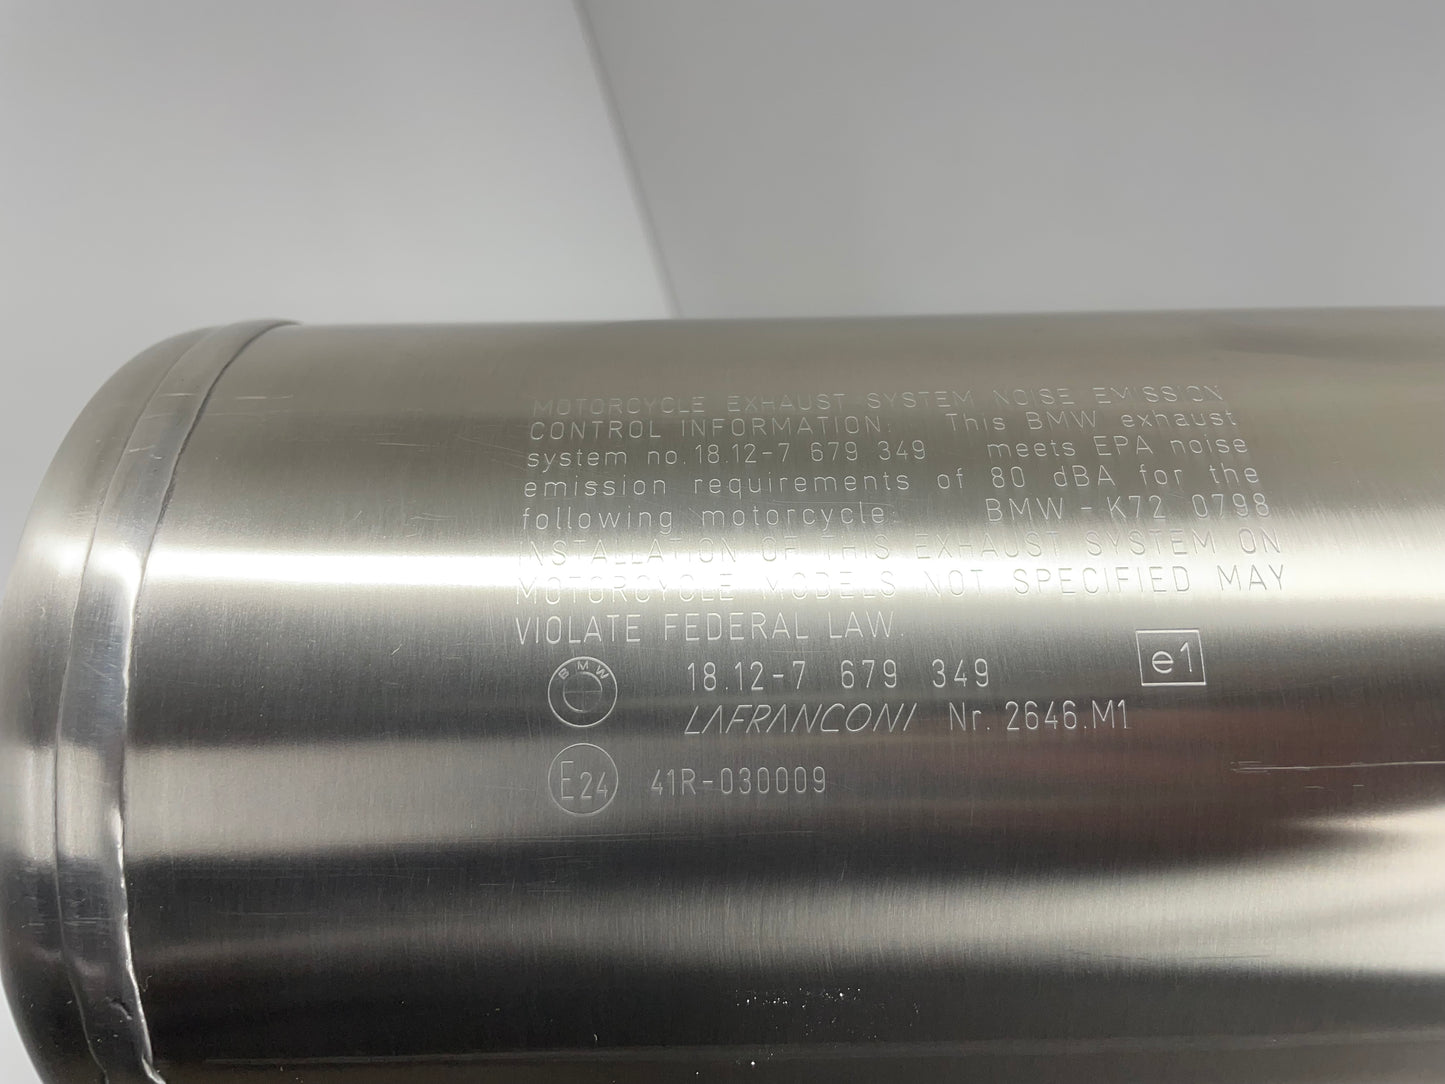 MOTORCYCLE EXHAUST SYSTEM NOISE EMISSION
CONTROL INFORMATION: This BMW exhaust
system no. 18.12-7 679 349 meets EPA noise
emission requirements of 80 dBA for the
following motorcycle: BMW - K72 0798
INSTALLATION OF THIS EXHAUST SYSTEM ON
MOTORCYCLE MODELS NOT SPECIFIED MAY
VIOLATE FEDERAL LAW.
BMW 18.12-7 679 349 e1
LAFRANCONI Nr. 2646.M1
E24 41R-030009